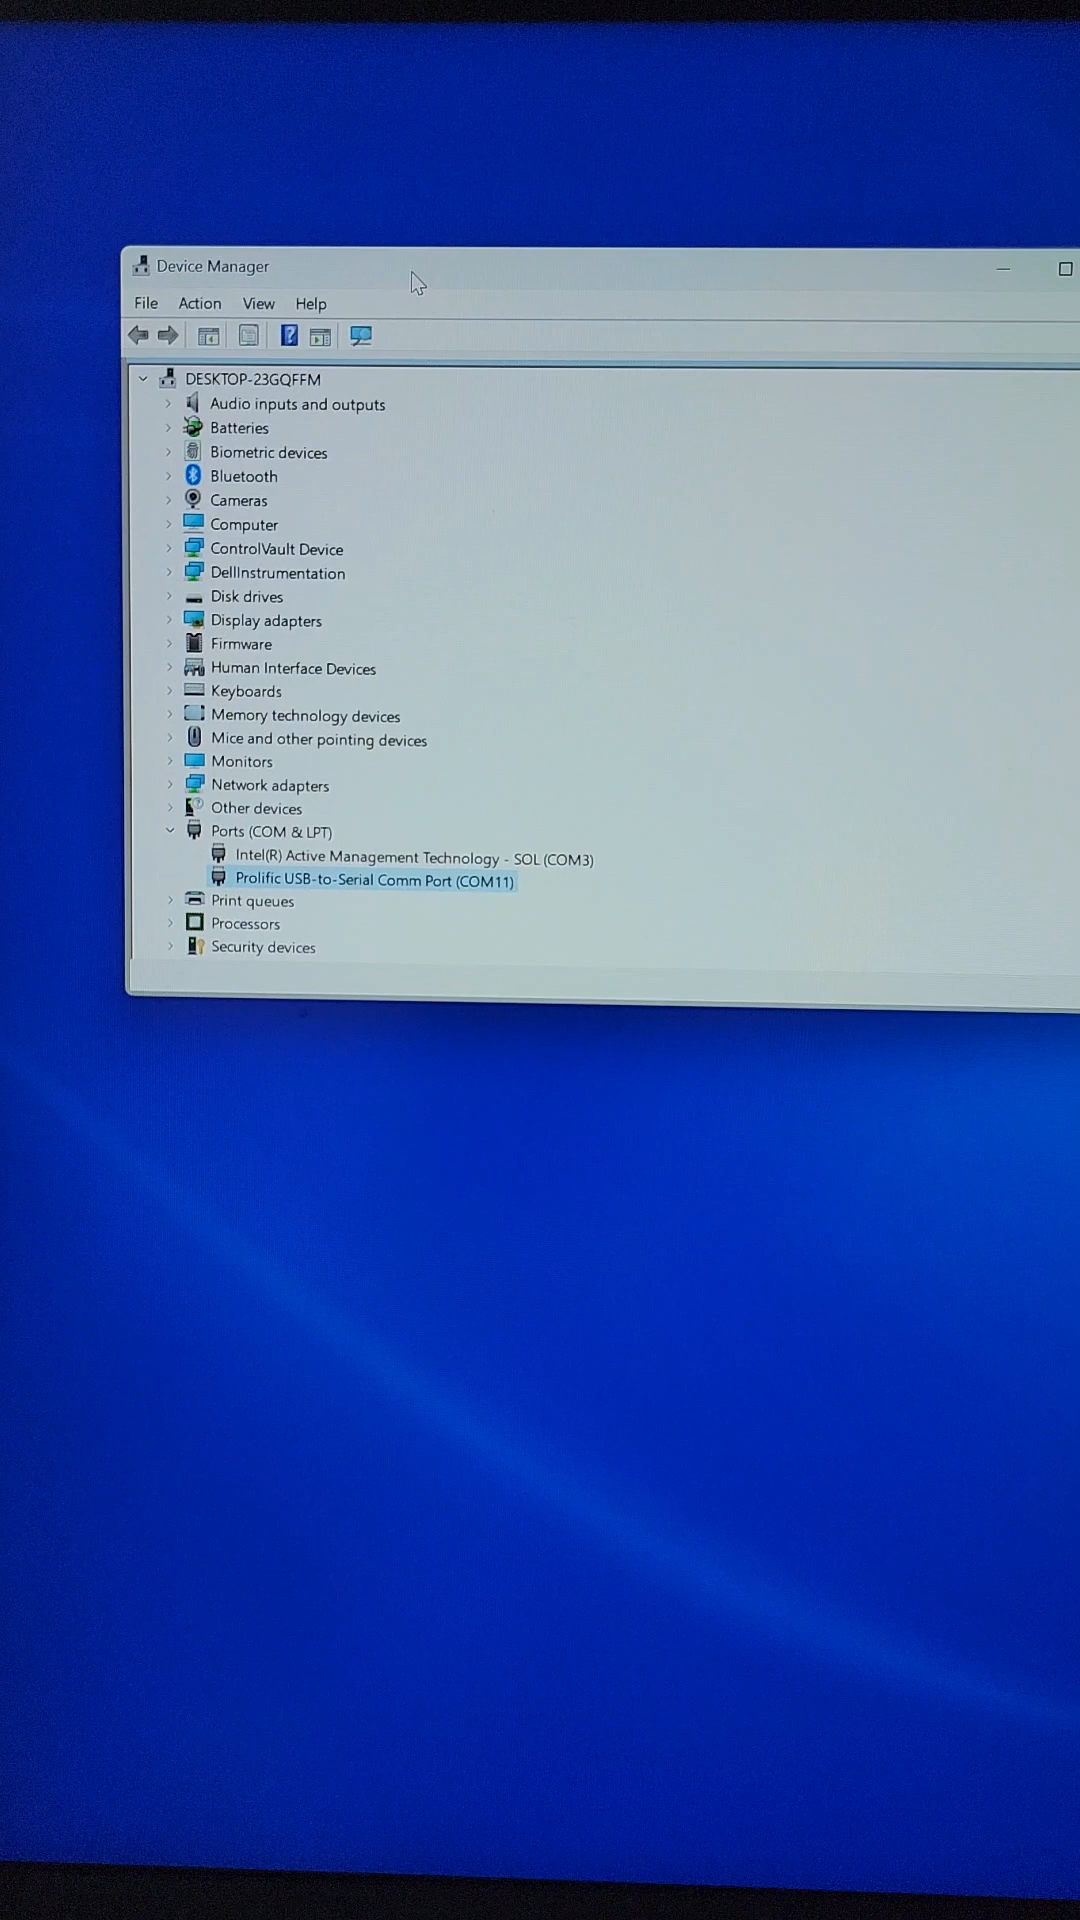 Device Manager
File Action View Help
DESKTOP-23GQFFM
Audio inputs and outputs
Batteries
Biometric devices
Bluetooth
Cameras
Computer
ControlVault Device
DellInstrumentation
Disk drives
Display adapters
Firmware
Human Interface Devices
Keyboards
Memory technology devices
Mice and other pointing devices
Monitors
Network adapters
Other devices
Ports (COM & LPT)
Intel(R) Active Management Technology - SOL (COM3)
Prolific USB-to-Serial Comm Port (COM11)
Print queues
Processors
Security devices